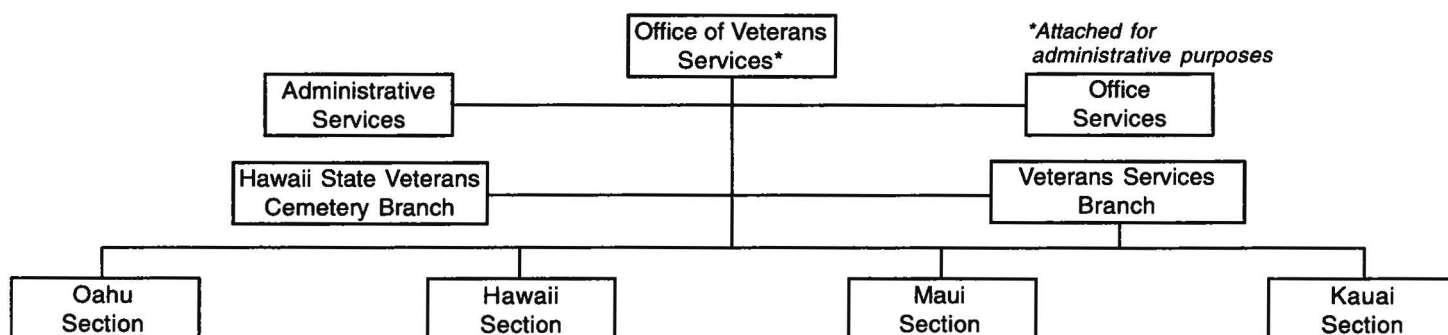 Office of Veterans
Services*
*Attached for
administrative purposes
Administrative
Services
Office
Services
Hawaii State Veterans
Cemetery Branch
Veterans Services
Branch
Oahu
Section
Hawaii
Section
Maui
Section
Kauai
Section